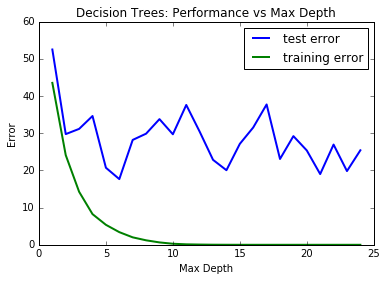 Decision Trees: Performance vs Max Depth
test error
training error
Error
60
50
40
30
20
10
0
0
5
10
15
20
25
Max Depth